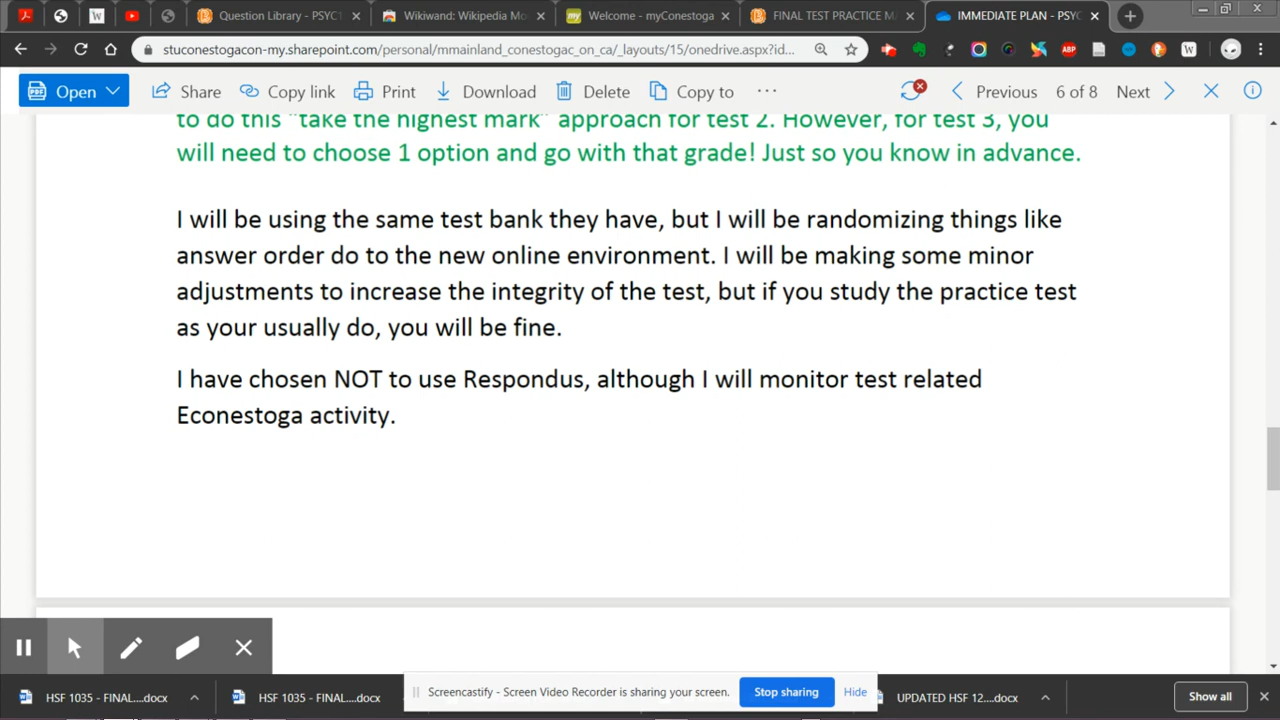 Question Library - PSYC
Wikiwand: Wikipedia Mo
Welcome - myConestoga
FINAL TEST PRACTICE M
IMMEDIATE PLAN - PSYC
stuconestogacon-my.sharepoint.com/personal/mmainland_conestogac_on_ca/_layouts/15/onedrive.aspx?id...
Open
Share
Copy link
Print
Download
Delete
Copy to
Previous
6 of 8
Next
to do this "take the highest mark" approach for test 2. However, for test 3, you
will need to choose 1 option and go with that grade! Just so you know in advance.
I will be using the same test bank they have, but I will be randomizing things like
answer order do to the new online environment. I will be making some minor
adjustments to increase the integrity of the test, but if you study the practice test
as your usually do, you will be fine.
I have chosen NOT to use Respondus, although I will monitor test related
Econestoga activity.
HSF 1035 - FINAL....docx
HSF 1035 - FINAL....docx
Screencastify - Screen Video Recorder is sharing your screen.
Stop sharing
Hide
UPDATED HSF 12....docx
Show all